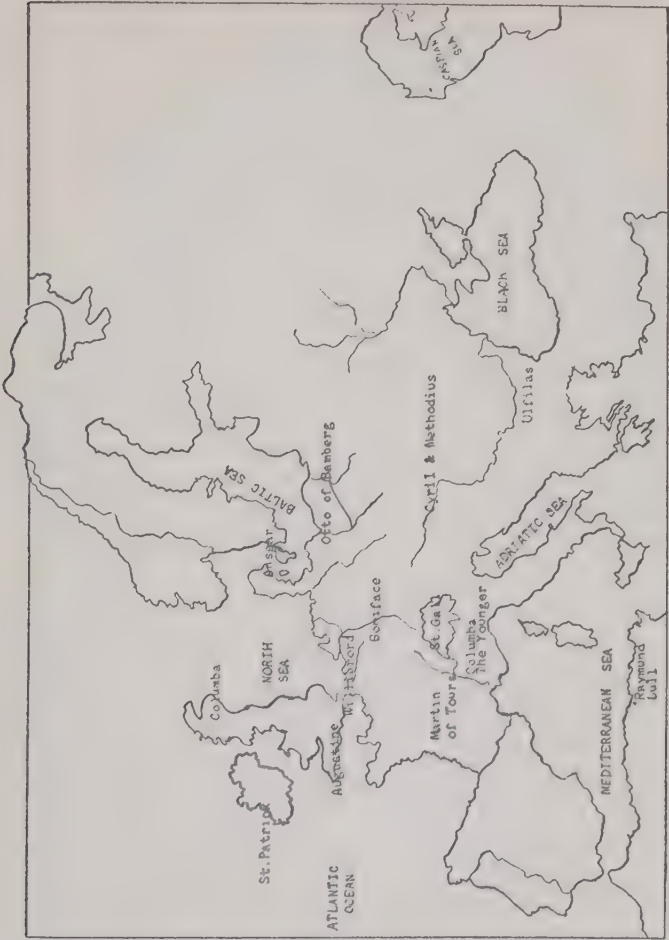 Columba
BALTIC SEA
St.Patrick
NORTH
SEA
Anskar
Otto of Bamberg
ATLANTIC
OCEAN
Augustine
Willibrord
Boniface
CASPIAN
SEA
Martin
of Tours
St.Gall
Cyril & Methodius
Columba
The Younger
BLACK SEA
Ulfilas
ADRIATIC SEA
MEDITERRANEAN SEA
Raymund
Lull